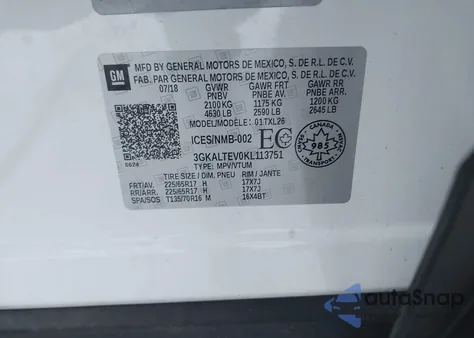 GM
MFD BY GENERAL MOTORS DE MEXICO, S. DE R.L. DE C.V.
FAB. PAR GENERAL MOTORS DE MEXICO, S. DE R.L. DE C.V.
07/18 GVWR GAWR FRT GAWR RR
PNBV PNBE AV. PNBE ARR.
2100 KG 1175 KG 1200 KG
4630 LB 2590 LB 2645 LB
MODEL/MODELE: 01TXL26
ICES/NMB-002 EC
CANADA 985
3GKALTEV0KL113751
TYPE: MPV/VTUM
TIRE SIZE / DIM. PNEU RIM / JANTE
FRT/AV 225/65R17 H 17X7J
RR/AR 225/65R17 H 17X7J
SPA/SOS T135/70R16 M 16X4BT
autoSnap